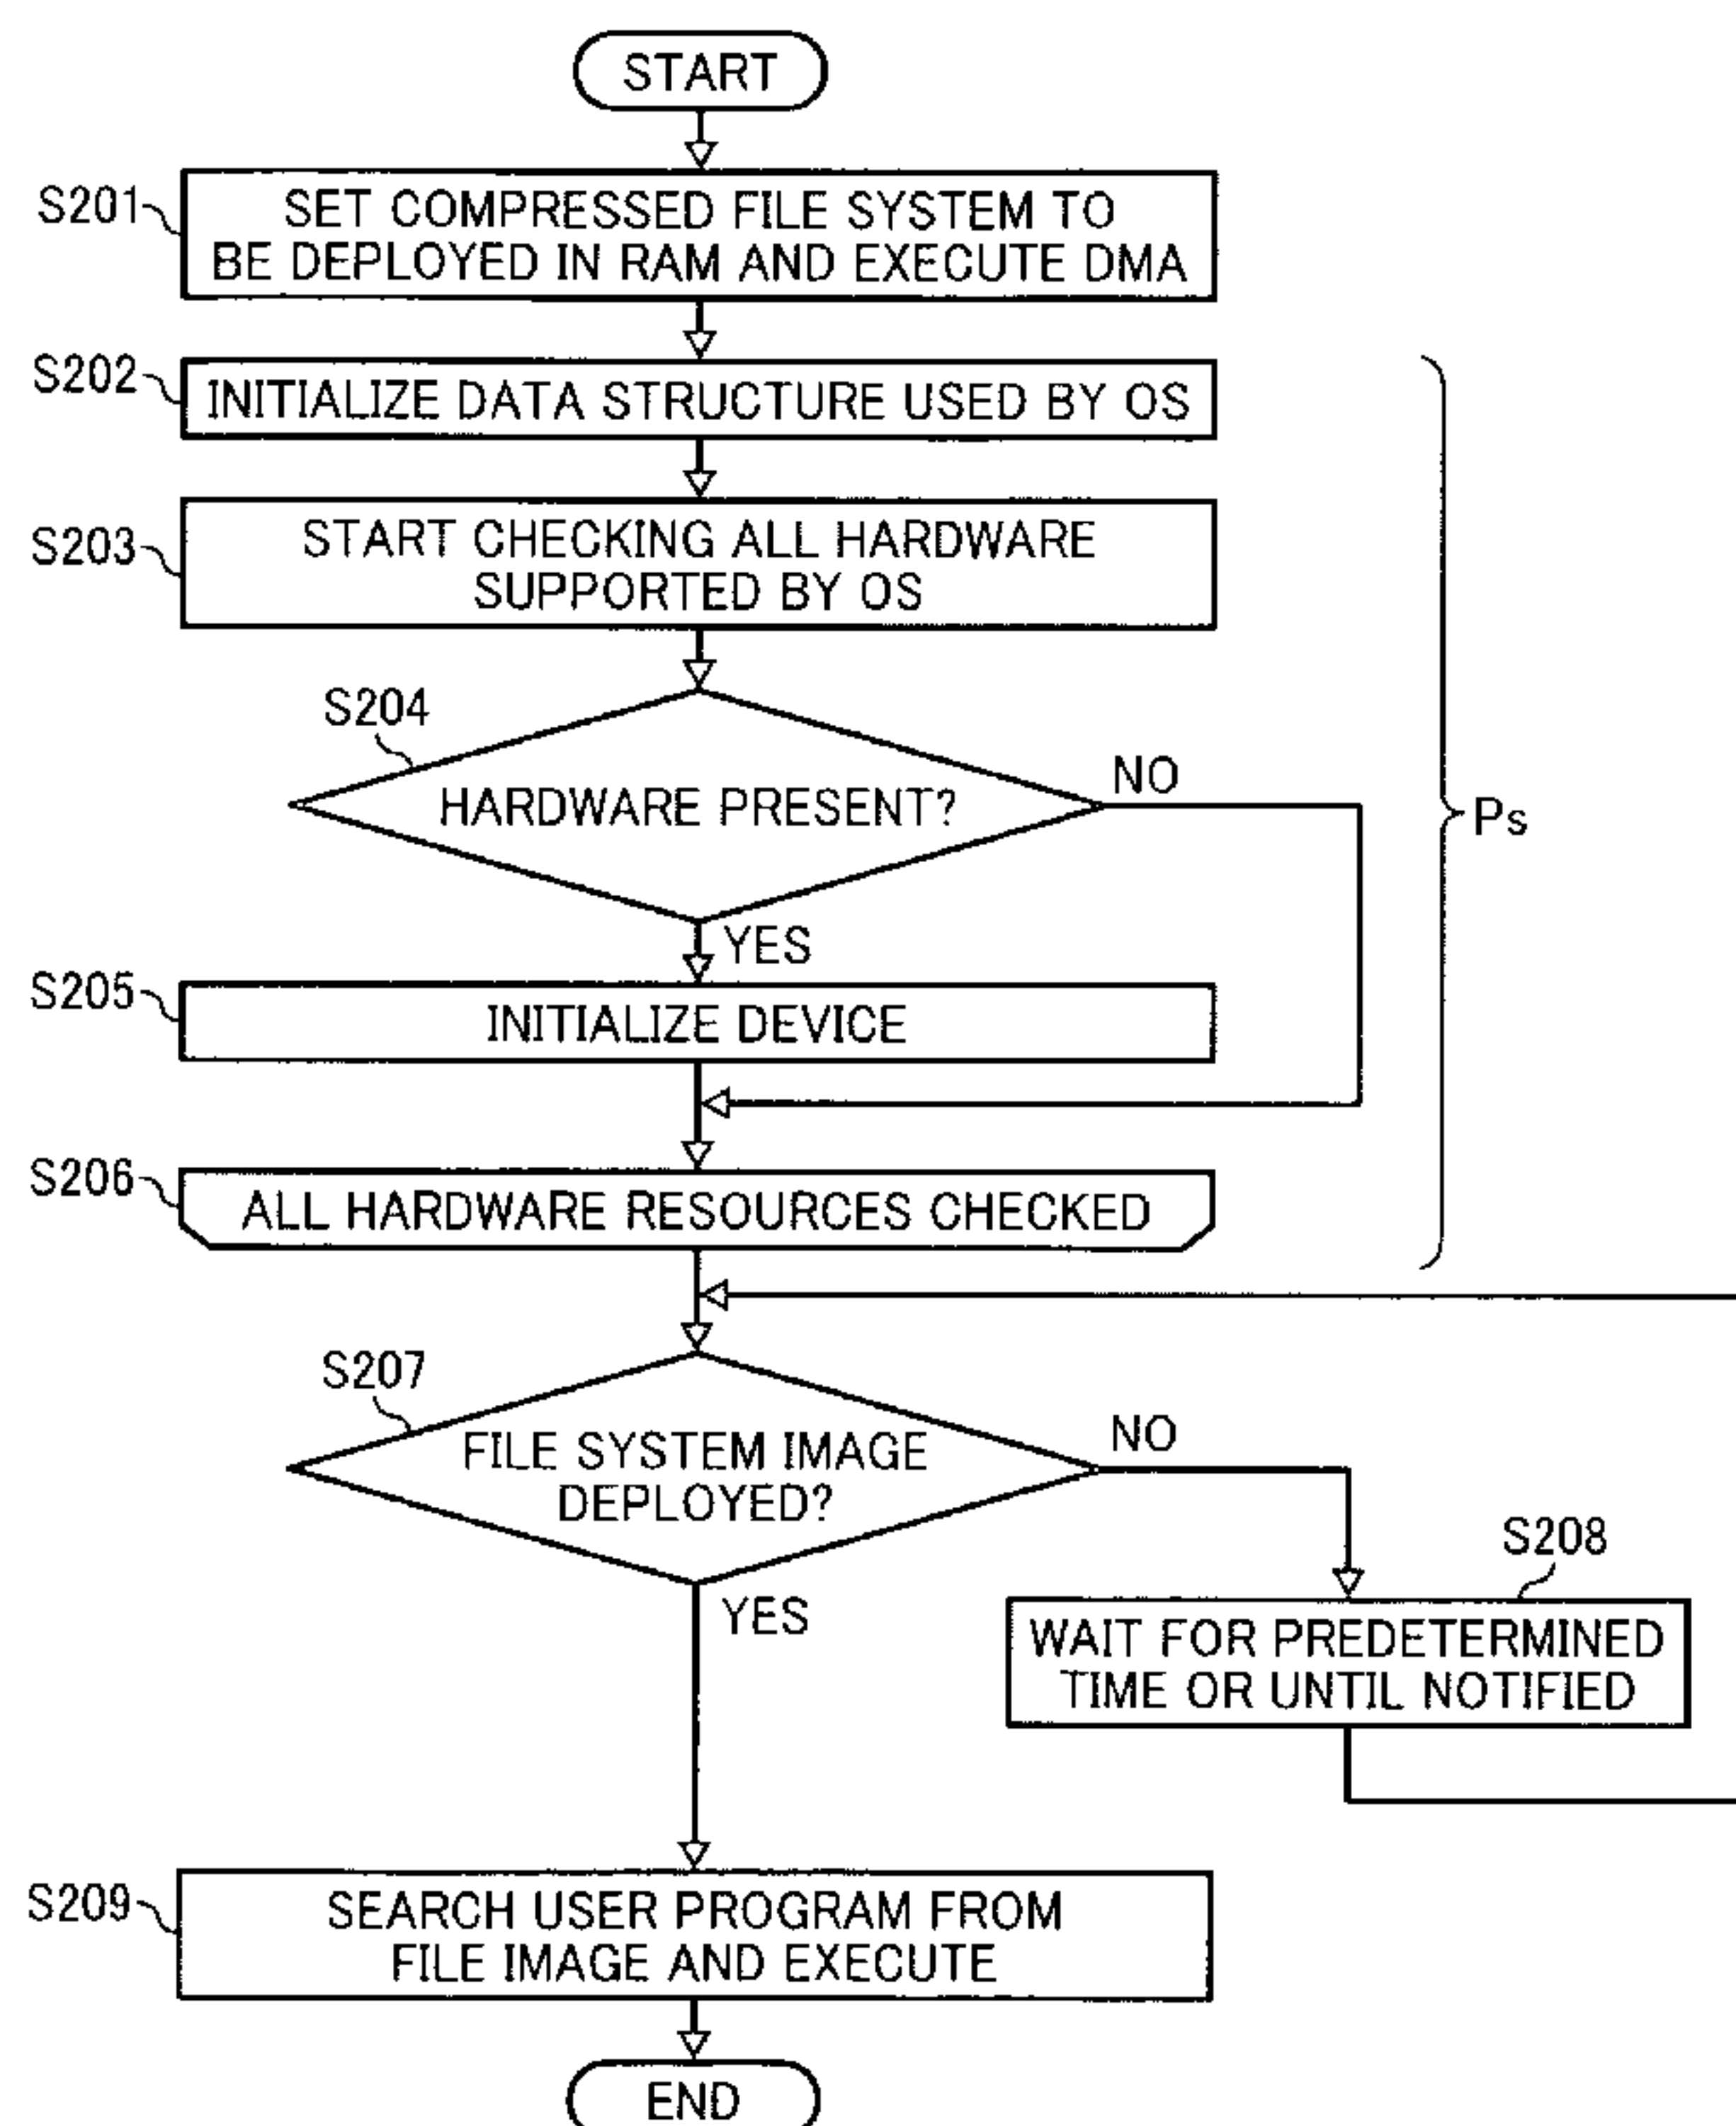 START
S201
SET COMPRESSED FILE SYSTEM TO
BE DEPLOYED IN RAM AND EXECUTE DMA
S202
INITIALIZE DATA STRUCTURE USED BY OS
S203
START CHECKING ALL HARDWARE
SUPPORTED BY OS
S204
HARDWARE PRESENT?
NO
Ps
YES
S205
INITIALIZE DEVICE
S206
ALL HARDWARE RESOURCES CHECKED
S207
FILE SYSTEM IMAGE
DEPLOYED?
NO
S208
WAIT FOR PREDETERMINED
TIME OR UNTIL NOTIFIED
YES
S209
SEARCH USER PROGRAM FROM
FILE IMAGE AND EXECUTE
END